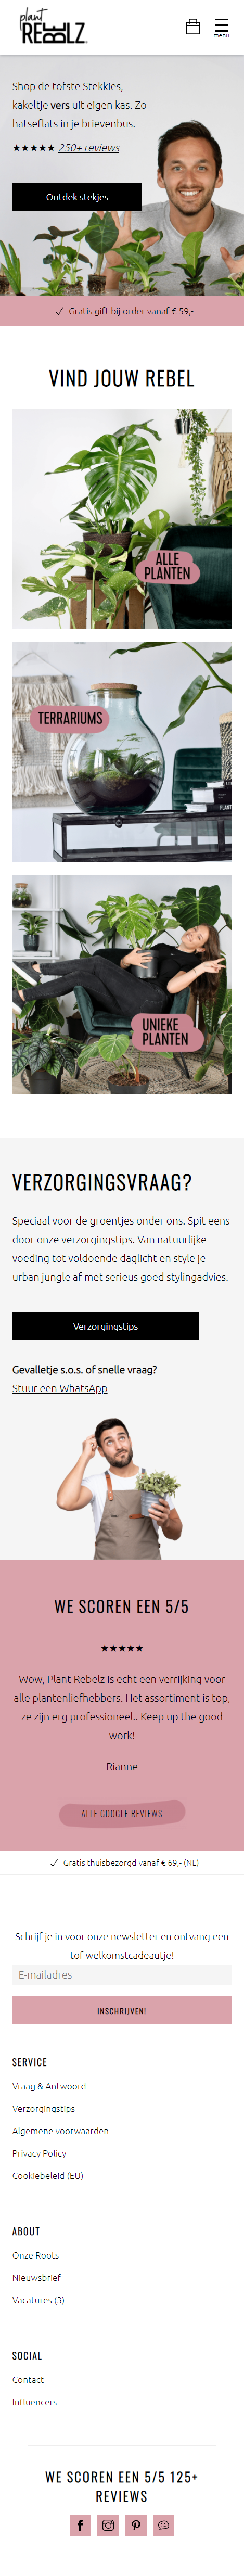 plant
REBELZ
menu
Shop de tofste Stekkies,
kakeltje vers uit eigen kas. Zo
hatseflats in je brievenbus.
★★★★★ 250+ reviews
Ontdek stekjes
✓ Gratis gift bij order vanaf € 59,-
VIND JOUW REBEL
ALLE
PLANTEN
TERRARIUMS
PLANT
UNIEKE
PLANTEN
VERZORGINGSVRAAG?
Speciaal voor de groentjes onder ons. Spit eens
door onze verzorgingstips. Van natuurlijke
voeding tot voldoende daglicht en style je
urban jungle af met serieus goed stylingadvies.
Verzorgingstips
Gevalletje s.o.s. of snelle vraag?
Stuur een WhatsApp
WE SCOREN EEN 5/5
★★★★★
Wow, Plant Rebelz is echt een verrijking voor
alle plantenliefhebbers. Het assortiment is top,
ze zijn erg professioneel.. Keep up the good
work!
Rianne
ALLE GOOGLE REVIEWS
✓ Gratis thuisbezorgd vanaf € 69,- (NL)
Schrijf je in voor onze newsletter en ontvang een
tof welkomstcadeautje!
E-mailadres
INSCHRIJVEN!
SERVICE
Vraag & Antwoord
Verzorgingstips
Algemene voorwaarden
Privacy Policy
Cookiebeleid (EU)
ABOUT
Onze Roots
Nieuwsbrief
Vacatures (3)
SOCIAL
Contact
Influencers
WE SCOREN EEN 5/5 125+
REVIEWS